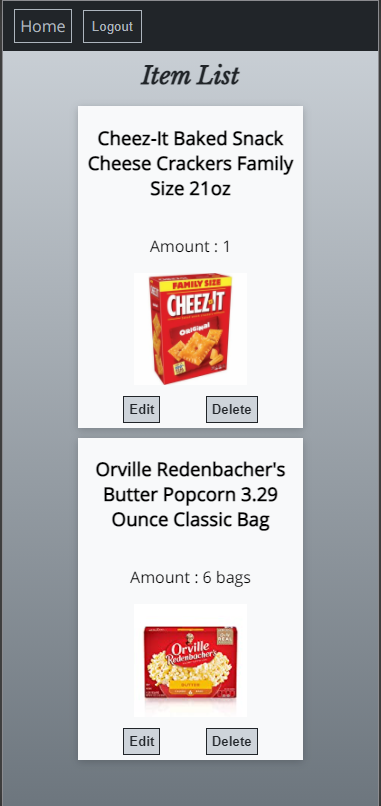 Home Logout
Item List
Cheez-It Baked Snack
Cheese Crackers Family
Size 21oz
Amount : 1
FAMILY SIZE
CHEEZ-IT
ORIGINAL
Edit Delete
Orville Redenbacher's
Butter Popcorn 3.29
Ounce Classic Bag
Amount : 6 bags
Orville
Redenbacher's
BUTTER
Edit Delete